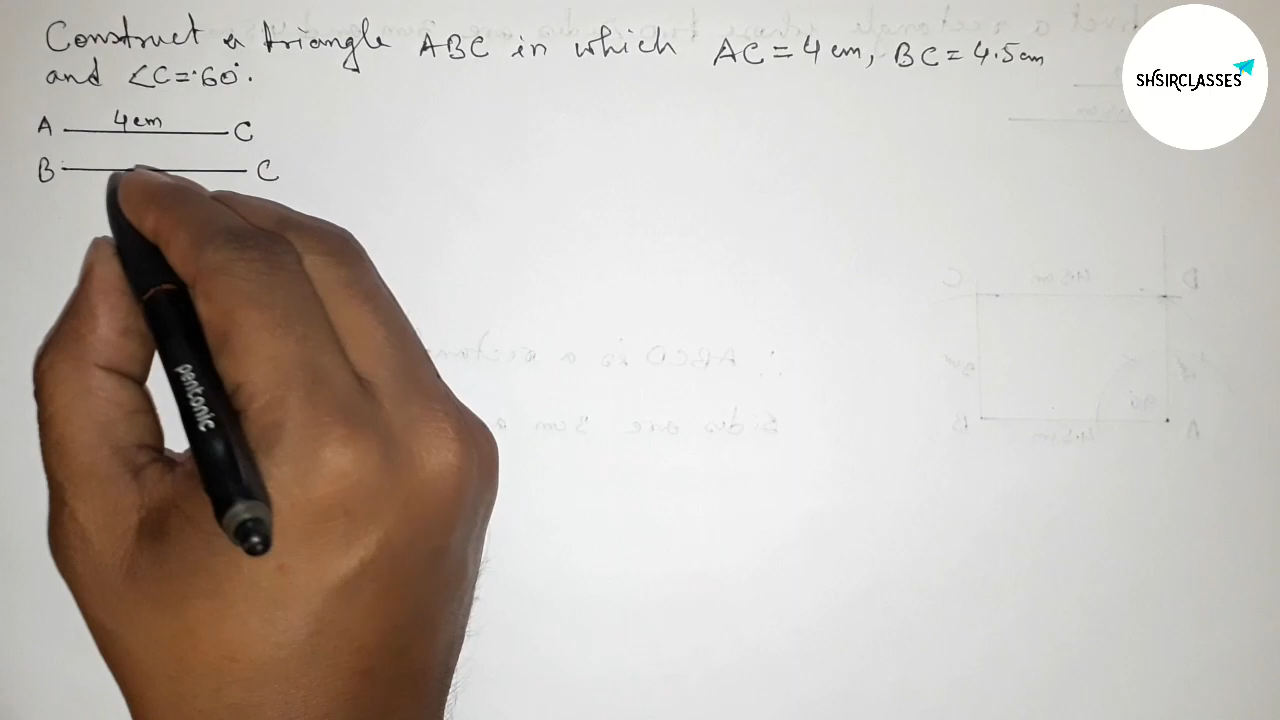 Construct a triangle ABC in which AC = 4 cm, BC = 4.5 cm
and ∠C = 60°.
SHSIRCLASSES
A 4cm C
B C
pentonic